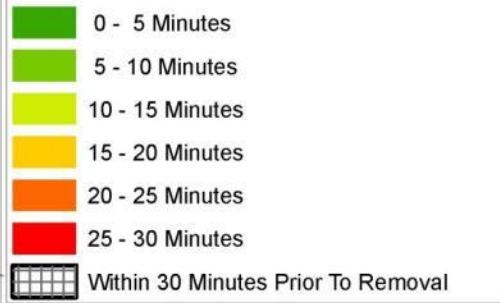 0 - 5 Minutes
5 - 10 Minutes
10 - 15 Minutes
15 - 20 Minutes
20 - 25 Minutes
25 - 30 Minutes
Within 30 Minutes Prior To Removal